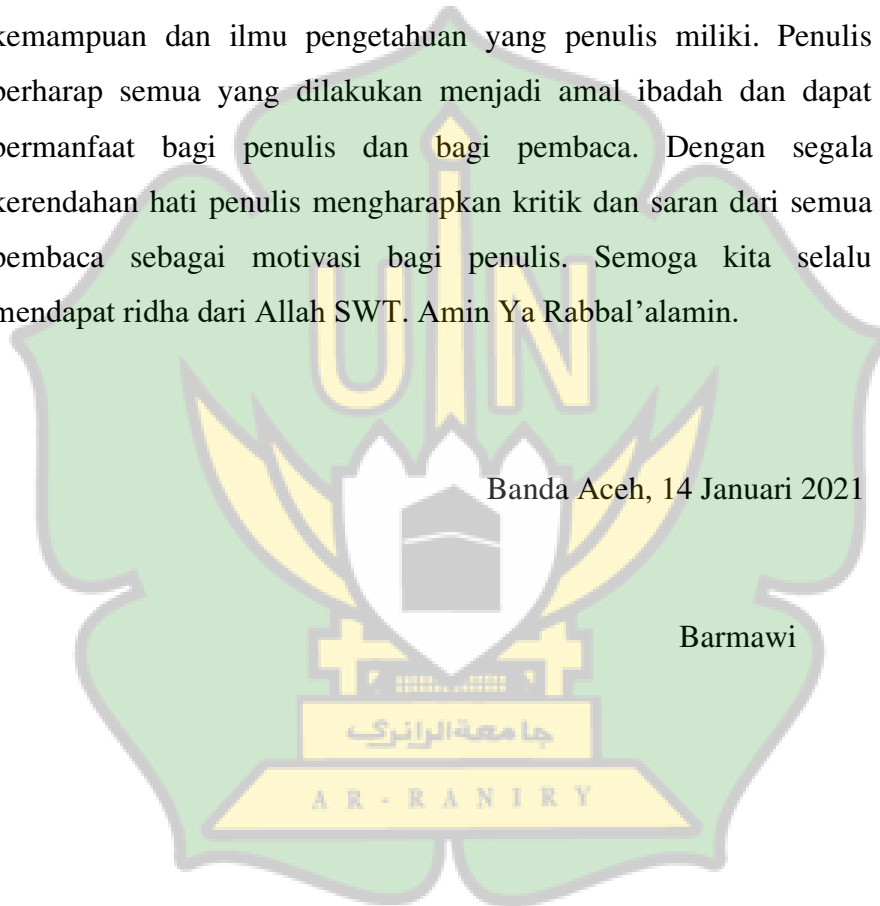 kemampuan dan ilmu pengetahuan yang penulis miliki. Penulis
berharap semua yang dilakukan menjadi amal ibadah dan dapat
bermanfaat bagi penulis dan bagi pembaca. Dengan segala
kerendahan hati penulis mengharapkan kritik dan saran dari semua
pembaca sebagai motivasi bagi penulis. Semoga kita selalu
mendapat ridha dari Allah SWT. Amin Ya Rabbal’alamin.
UIN
Banda Aceh, 14 Januari 2021
Barmawi
جامعة الرانري
AR-RANIRY